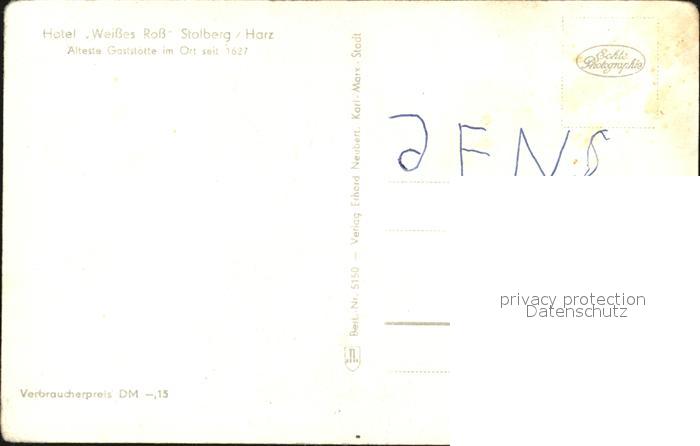 Hotel „Weißes Roß" Stolberg / Harz
Älteste Gaststätte im Ort seit 1627
Echte
Photographie
Best.-Nr. 5150 — Verlag Erhard Neubert, Karl-Marx-Stadt
privacy protection
Datenschutz
Verbraucherpreis DM —,15